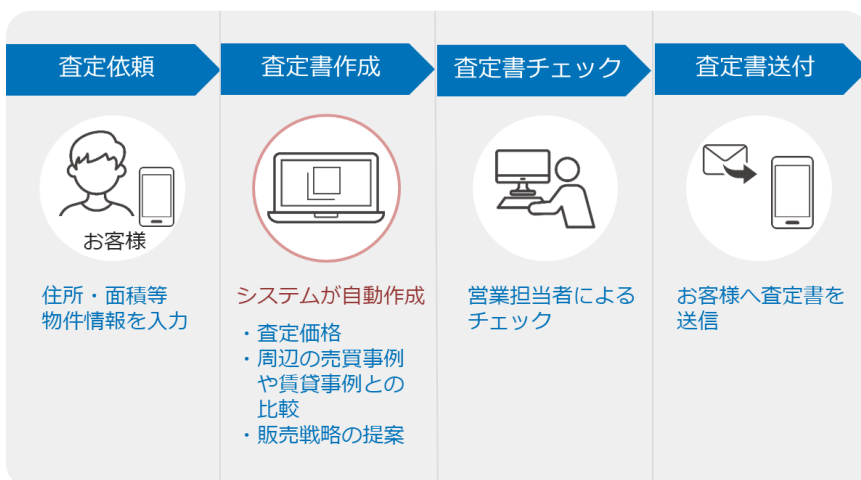 査定依頼
査定書作成
査定書チェック
査定書送付
お客様
住所・面積等
物件情報を入力
システムが自動作成
・査定価格
・周辺の売買事例
や賃貸事例との
比較
・販売戦略の提案
営業担当者による
チェック
お客様へ査定書を
送信